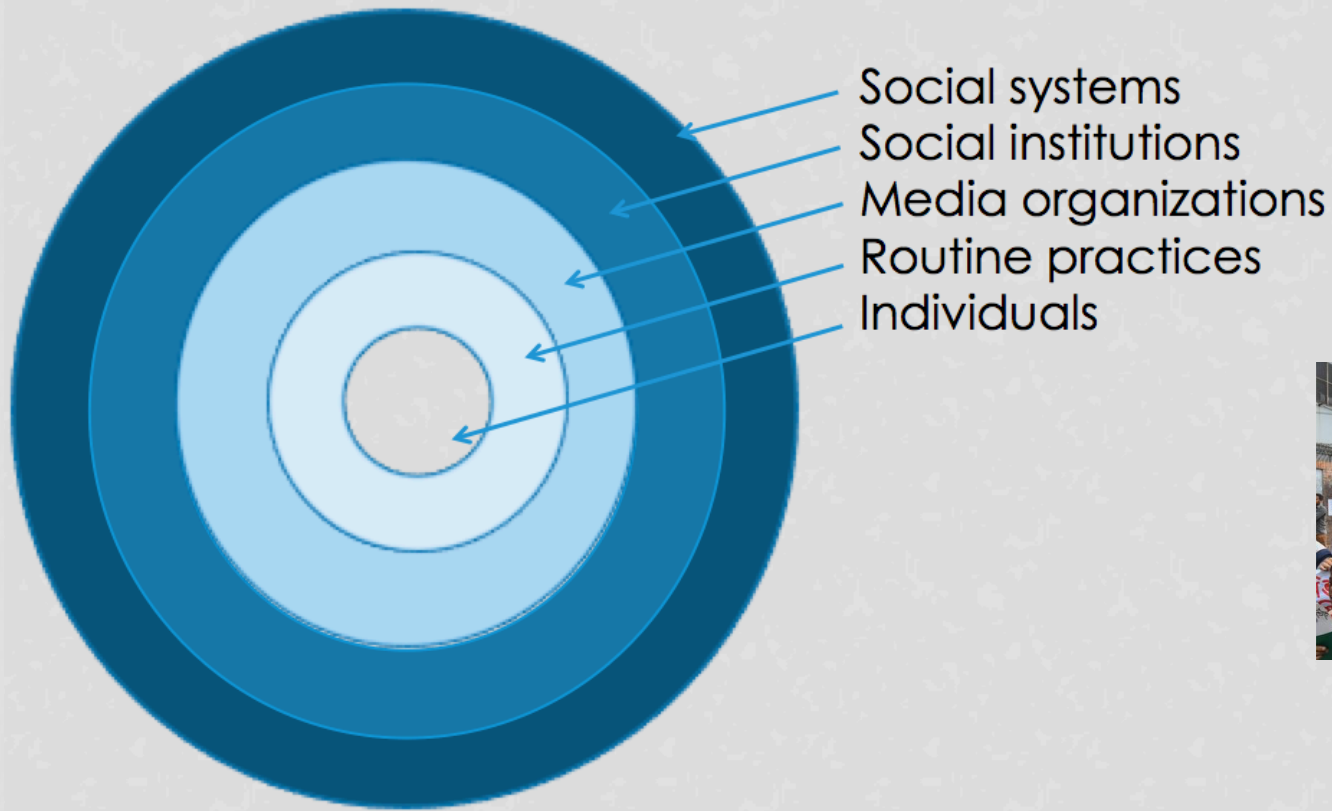 Social systems
Social institutions
Media organizations
Routine practices
Individuals